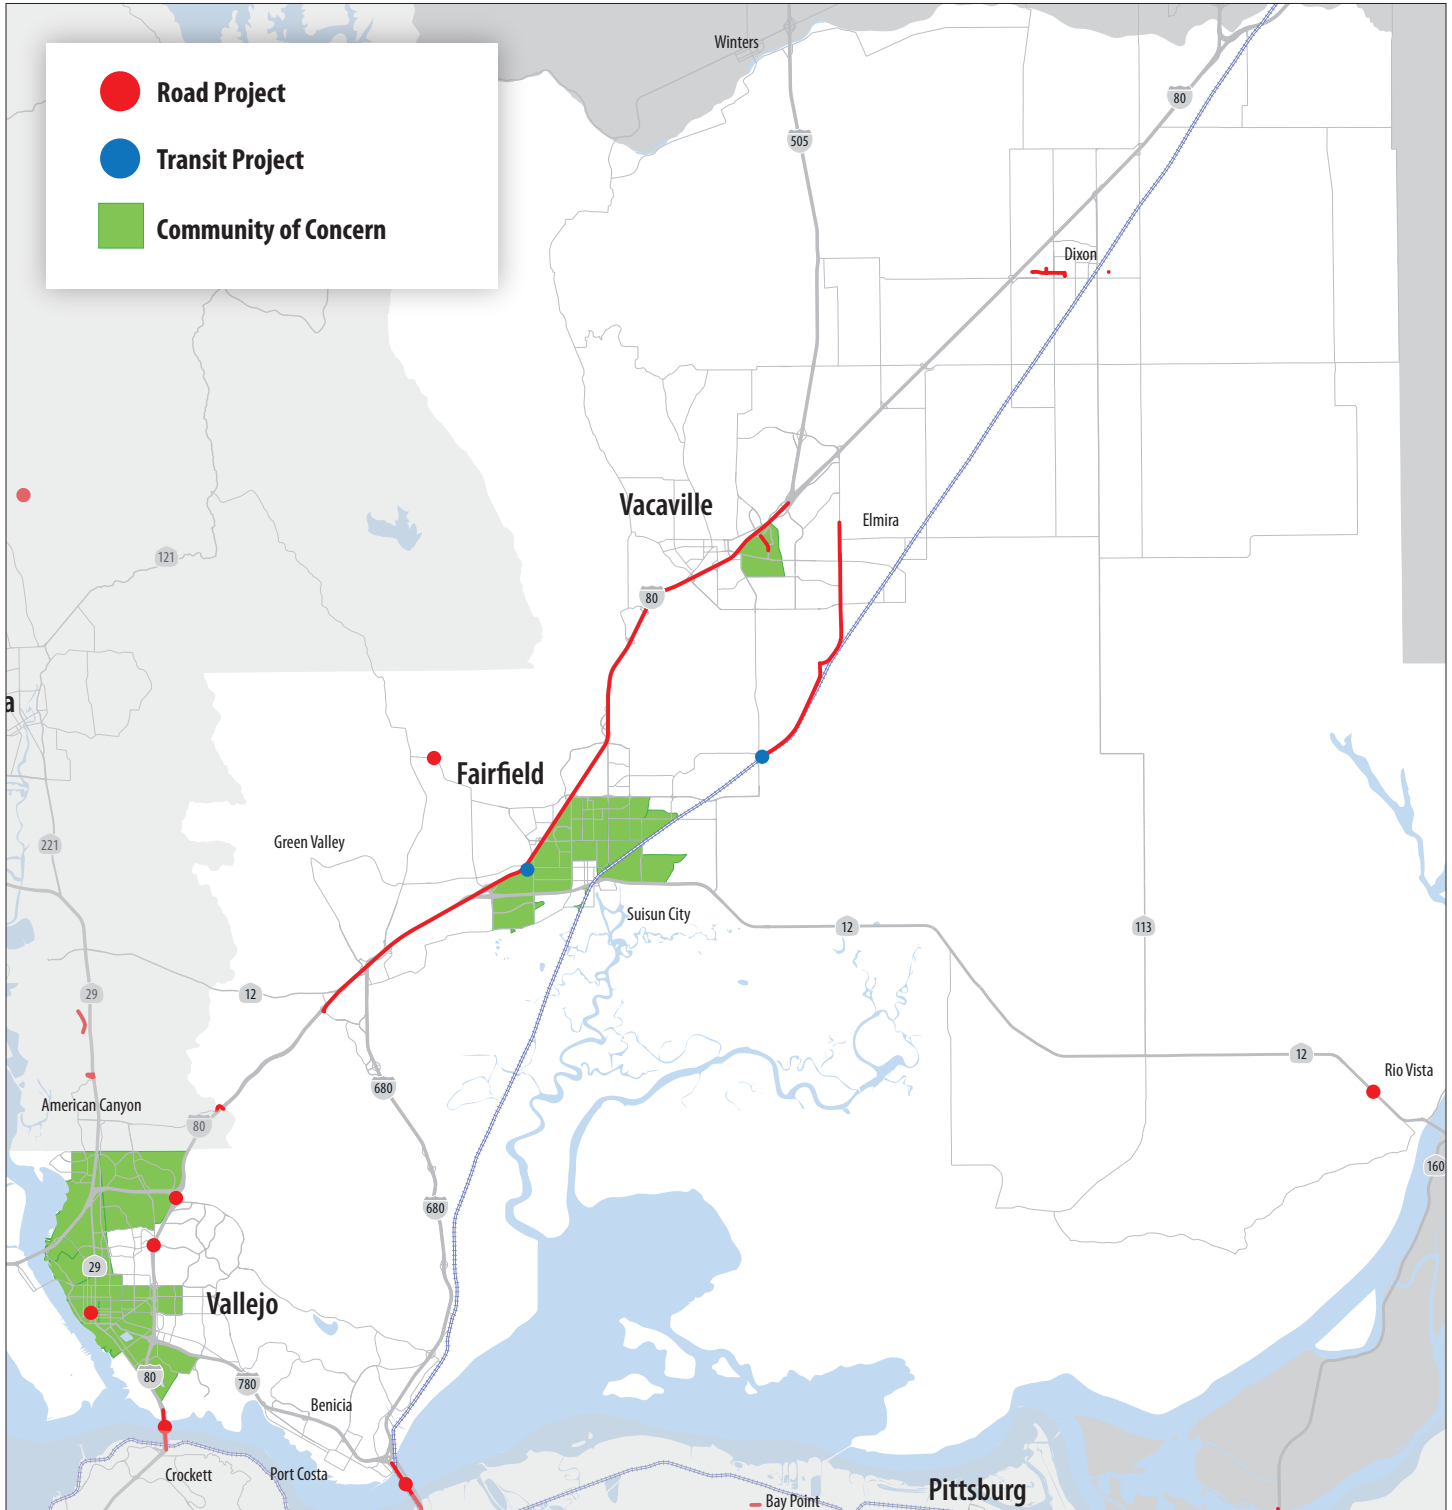 Winters
Road Project
80
505
Transit Project
Community of Concern
Dixon
Vacaville
Elmira
121
80
a
Fairfield
Green Valley
221
Suisun City
12
113
29
12
12
Rio Vista
680
American Canyon
80
160
680
29
Vallejo
80
780
Benicia
Crockett
Port Costa
Pittsburg
Bay Point